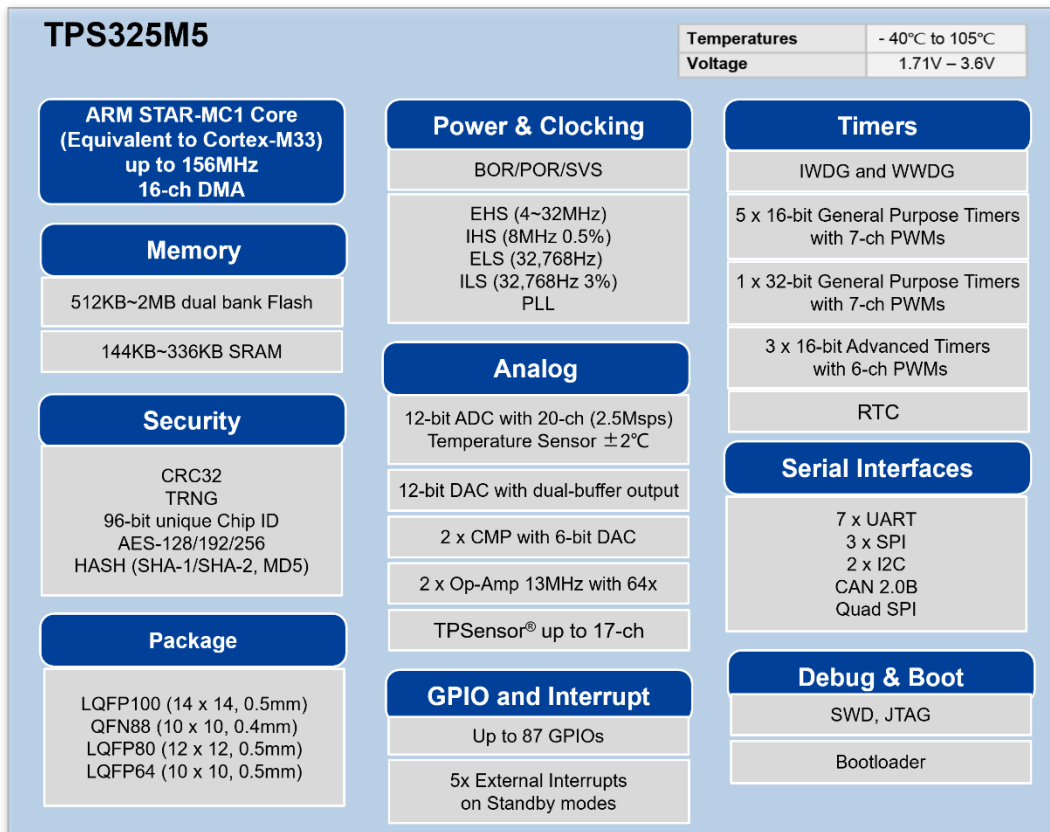 TPS325M5
Temperatures - 40℃ to 105℃
Voltage 1.71V – 3.6V
ARM STAR-MC1 Core
(Equivalent to Cortex-M33)
up to 156MHz
16-ch DMA
Memory
512KB~2MB dual bank Flash
144KB~336KB SRAM
Security
CRC32
TRNG
96-bit unique Chip ID
AES-128/192/256
HASH (SHA-1/SHA-2, MD5)
Package
LQFP100 (14 x 14, 0.5mm)
QFN88 (10 x 10, 0.4mm)
LQFP80 (12 x 12, 0.5mm)
LQFP64 (10 x 10, 0.5mm)
Power & Clocking
BOR/POR/SVS
EHS (4~32MHz)
IHS (8MHz 0.5%)
ELS (32,768Hz)
ILS (32,768Hz 3%)
PLL
Analog
12-bit ADC with 20-ch (2.5Msps)
Temperature Sensor ±2℃
12-bit DAC with dual-buffer output
2 x CMP with 6-bit DAC
2 x Op-Amp 13MHz with 64x
TPSensor® up to 17-ch
GPIO and Interrupt
Up to 87 GPIOs
5x External Interrupts
on Standby modes
Timers
IWDG and WWDG
5 x 16-bit General Purpose Timers
with 7-ch PWMs
1 x 32-bit General Purpose Timers
with 7-ch PWMs
3 x 16-bit Advanced Timers
with 6-ch PWMs
RTC
Serial Interfaces
7 x UART
3 x SPI
2 x I2C
CAN 2.0B
Quad SPI
Debug & Boot
SWD, JTAG
Bootloader